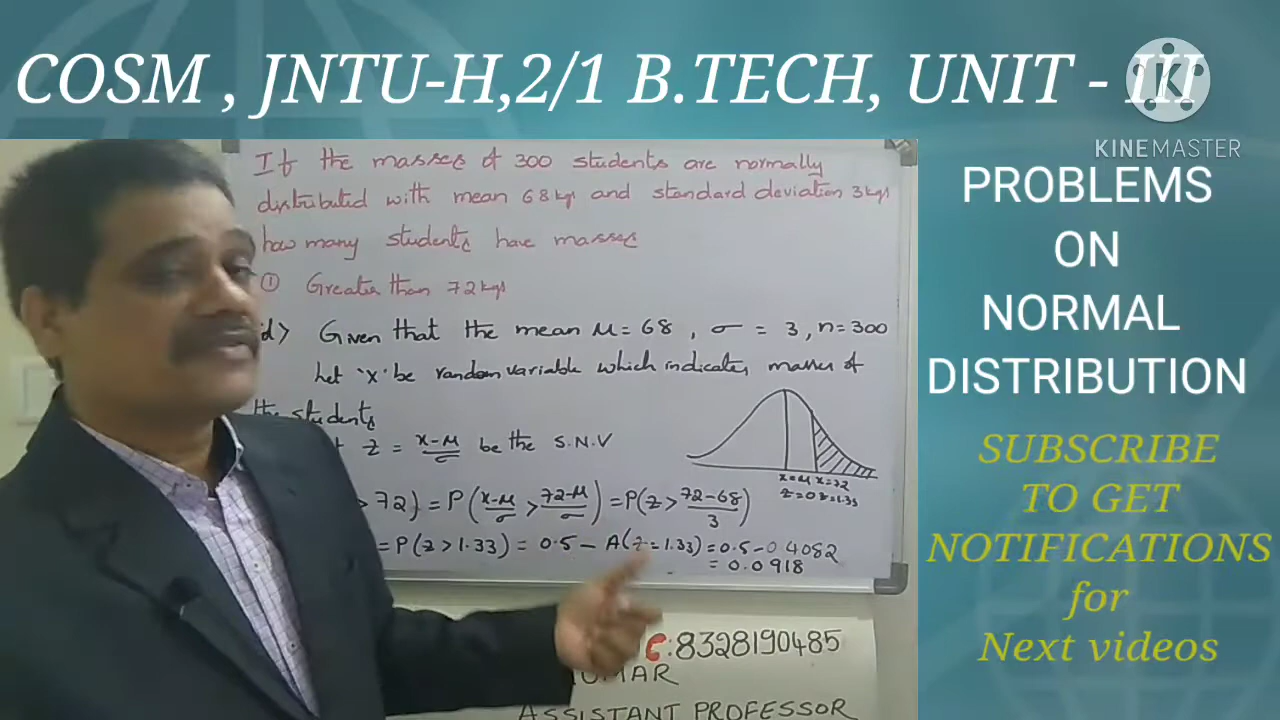 COSM , JNTU-H,2/1 B.TECH, UNIT - III
KINEMASTER
PROBLEMS
ON
NORMAL
DISTRIBUTION
SUBSCRIBE
TO GET
NOTIFICATIONS
for
Next videos
If the masses of 300 students are normally
distributed with mean 68 kgs and standard deviation 3 kgs
how many students have masses
① Greater than 72 kgs
Given that the mean μ = 68 , σ = 3 , n = 300
Let 'x' be random variable which indicates masses of
the students
z = x-μ/σ be the S.N.V
x=μ x=72
z=0 z=1.33
> 72) = P(x-μ/σ > 72-μ/σ) = P(z > 72-68/3)
= P(z > 1.33) = 0.5 - A(z=1.33) = 0.5 - 0.4082
= 0.0918
:8328190485
KUMAR
ASSISTANT PROFESSOR